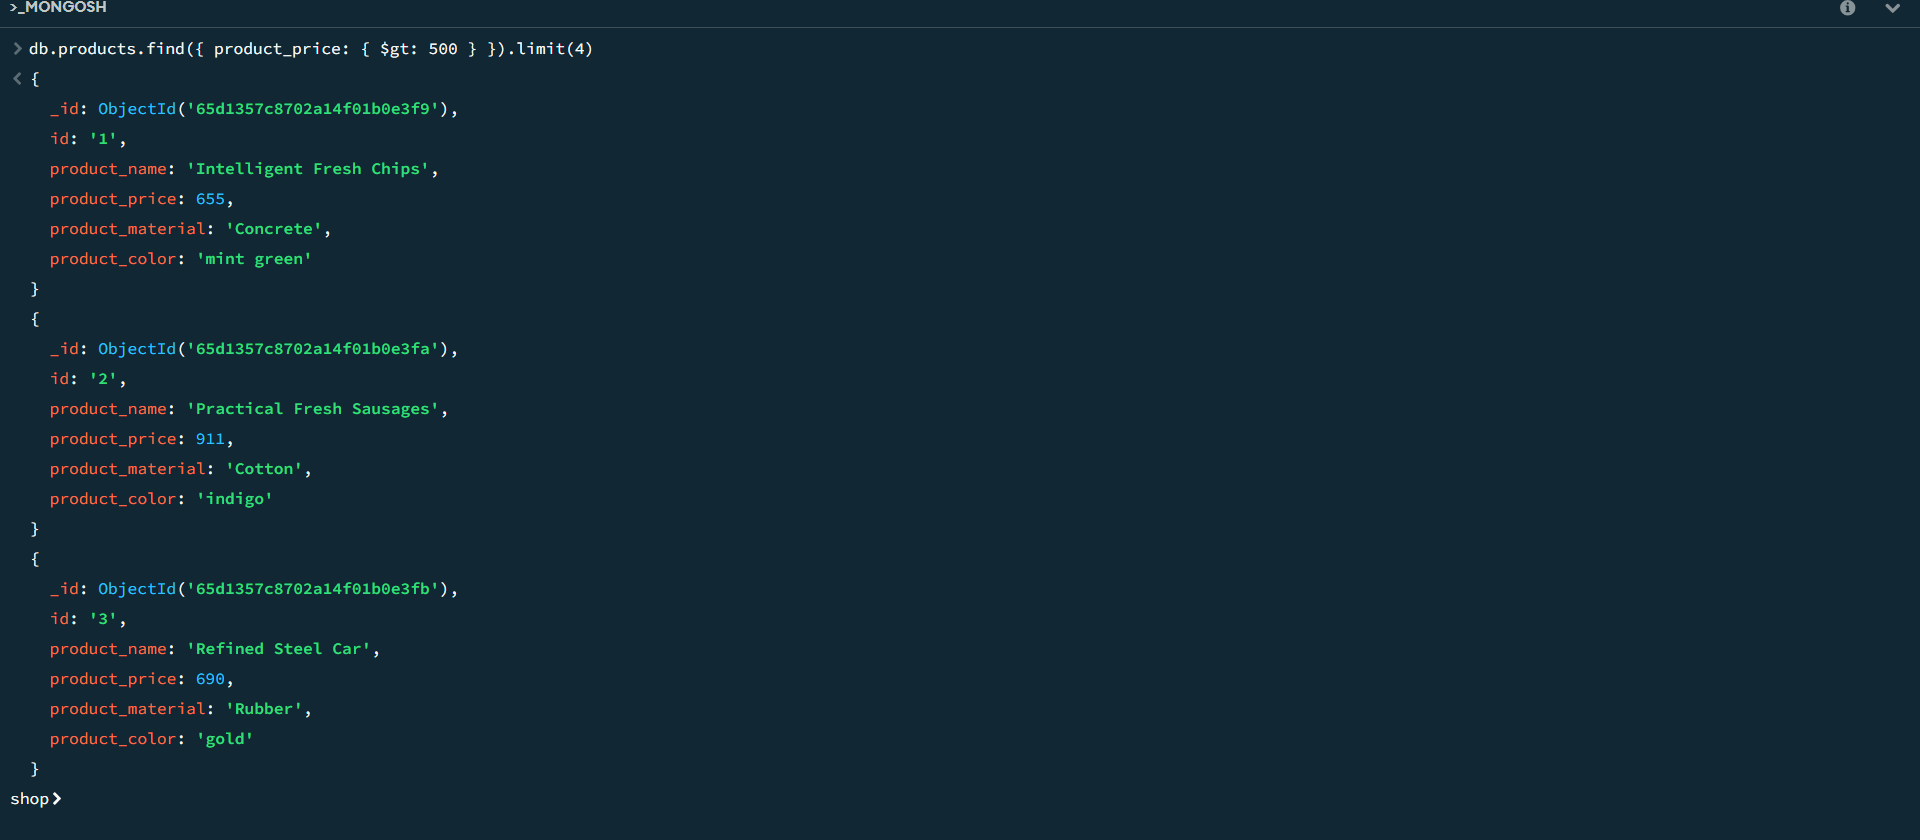 >_MONGOSH
> db.products.find({ product_price: { $gt: 500 } }).limit(4)
< {
_id: ObjectId('65d1357c8702a14f01b0e3f9'),
id: '1',
product_name: 'Intelligent Fresh Chips',
product_price: 655,
product_material: 'Concrete',
product_color: 'mint green'
}
{
_id: ObjectId('65d1357c8702a14f01b0e3fa'),
id: '2',
product_name: 'Practical Fresh Sausages',
product_price: 911,
product_material: 'Cotton',
product_color: 'indigo'
}
{
_id: ObjectId('65d1357c8702a14f01b0e3fb'),
id: '3',
product_name: 'Refined Steel Car',
product_price: 690,
product_material: 'Rubber',
product_color: 'gold'
}
shop>